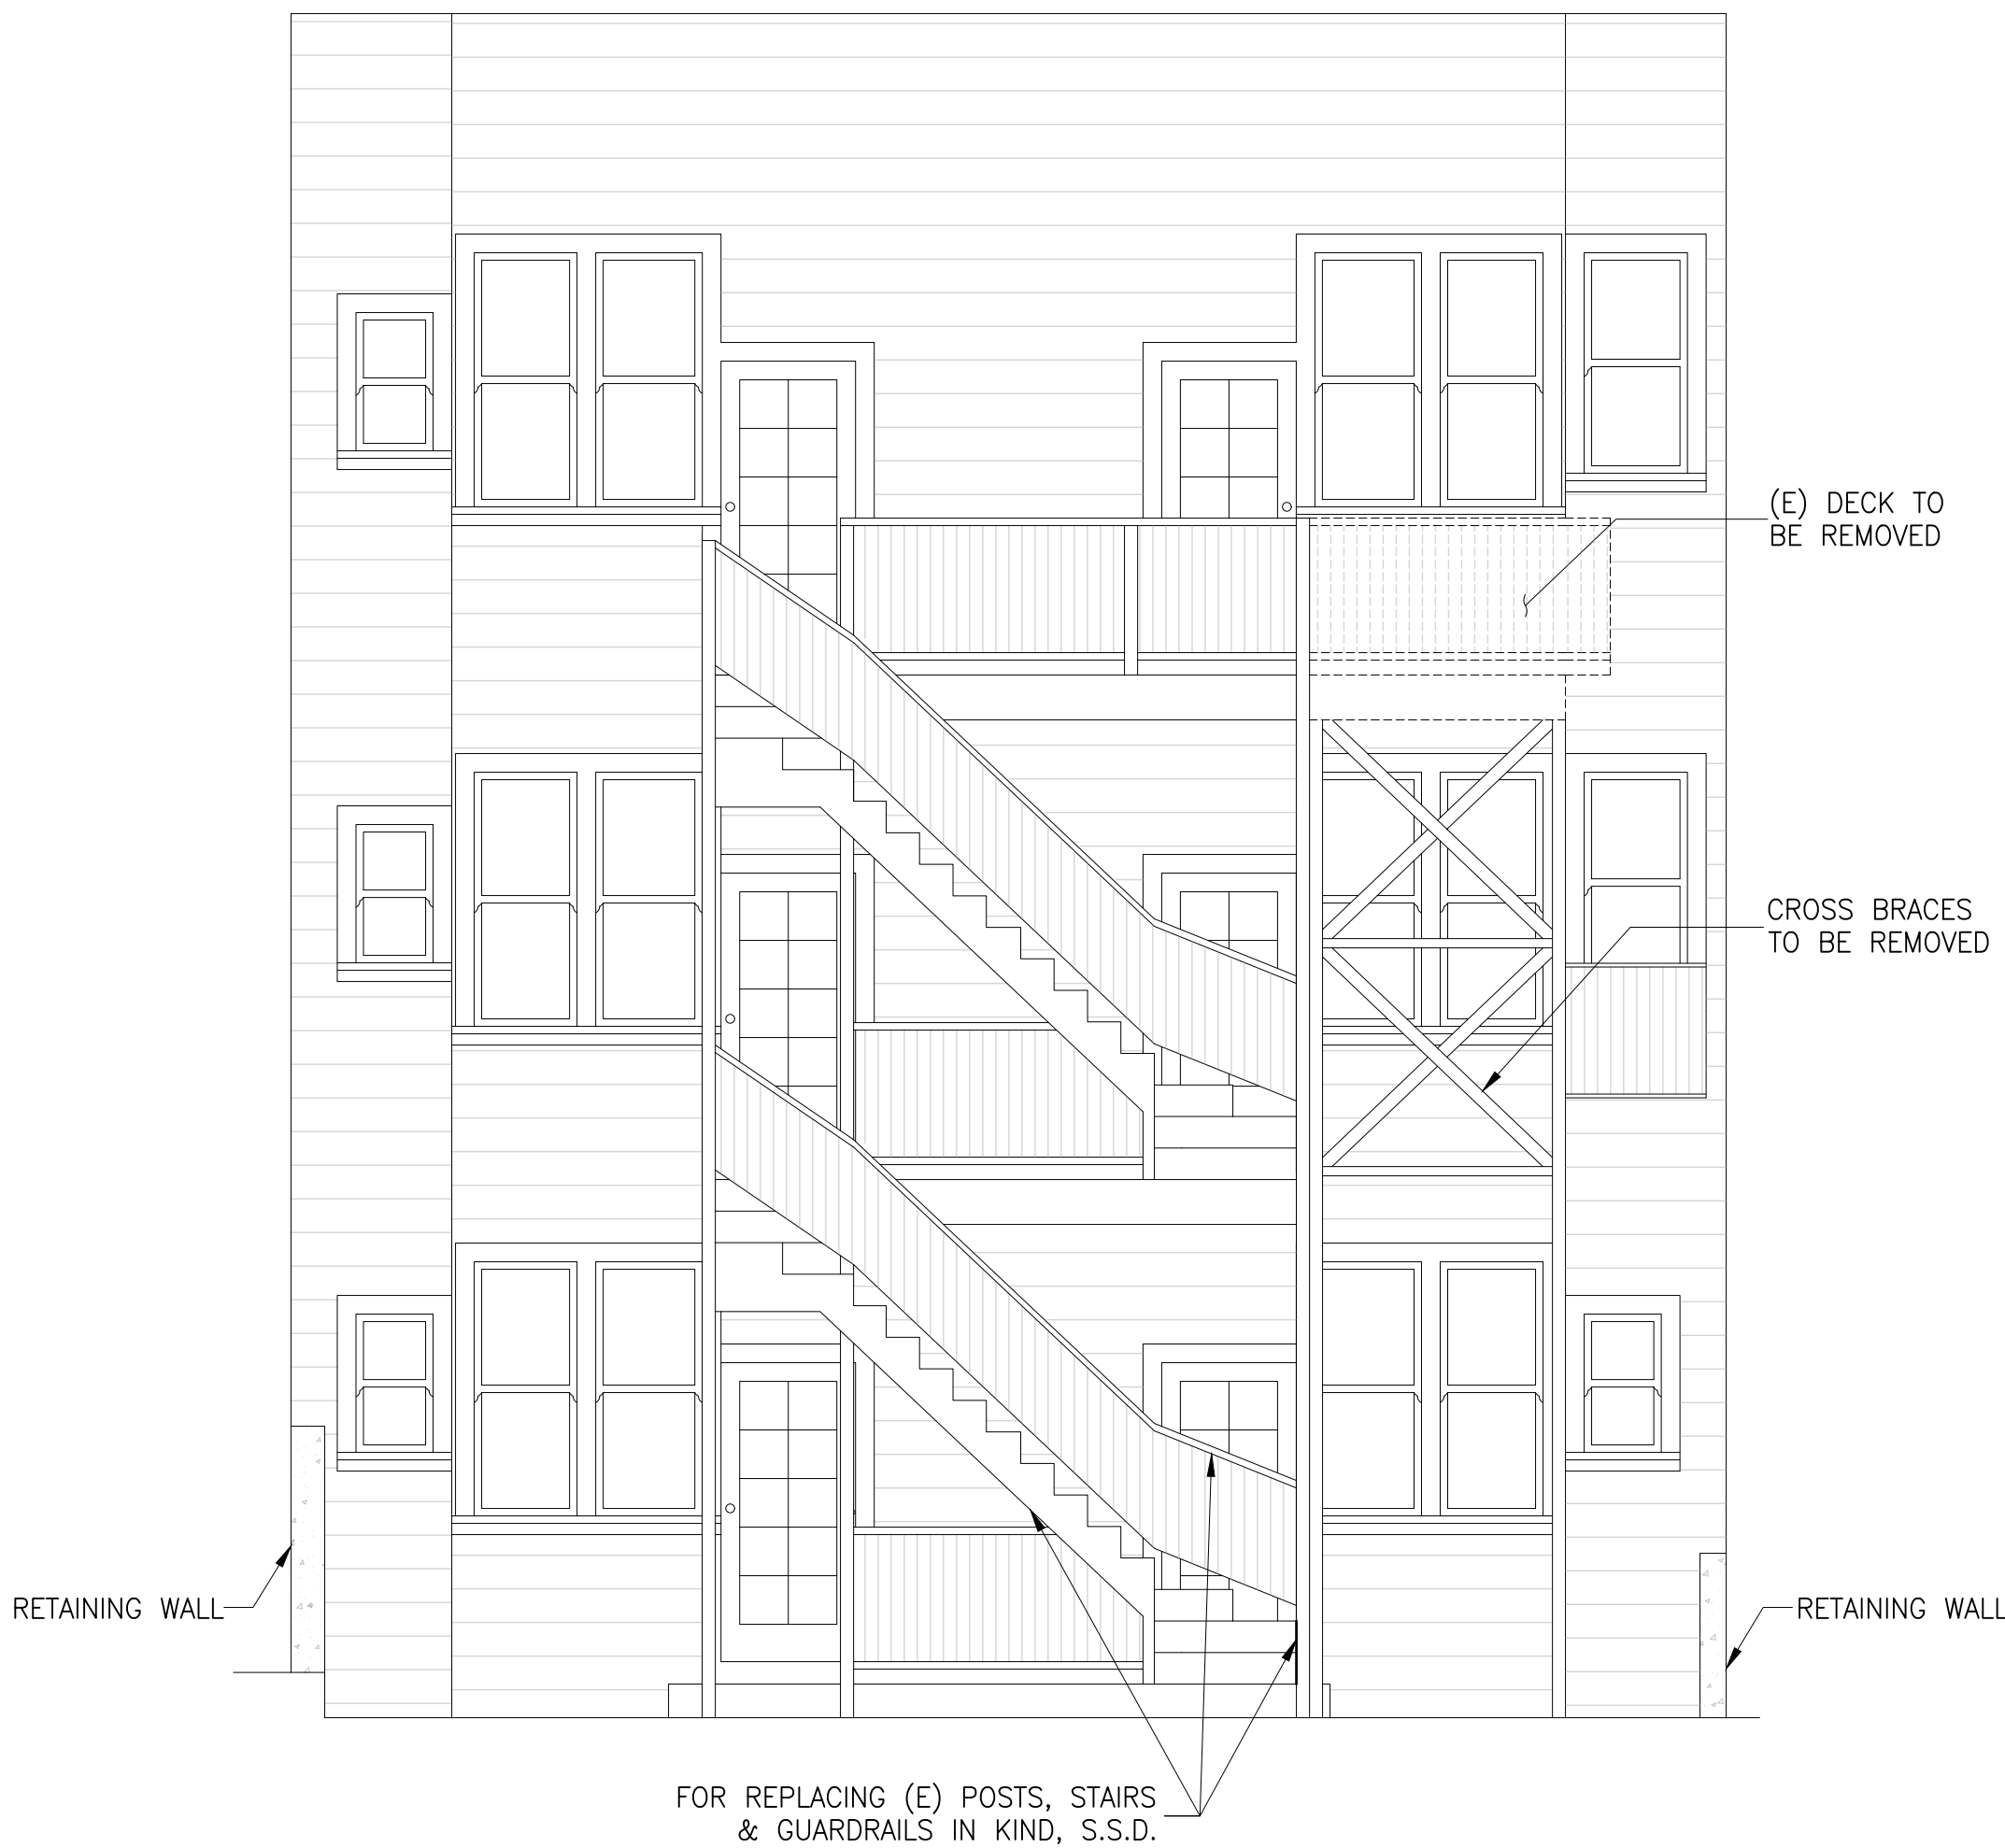 (E) DECK TO
BE REMOVED
CROSS BRACES
TO BE REMOVED
RETAINING WALL
RETAINING WALL
FOR REPLACING (E) POSTS, STAIRS
& GUARDRAILS IN KIND, S.S.D.